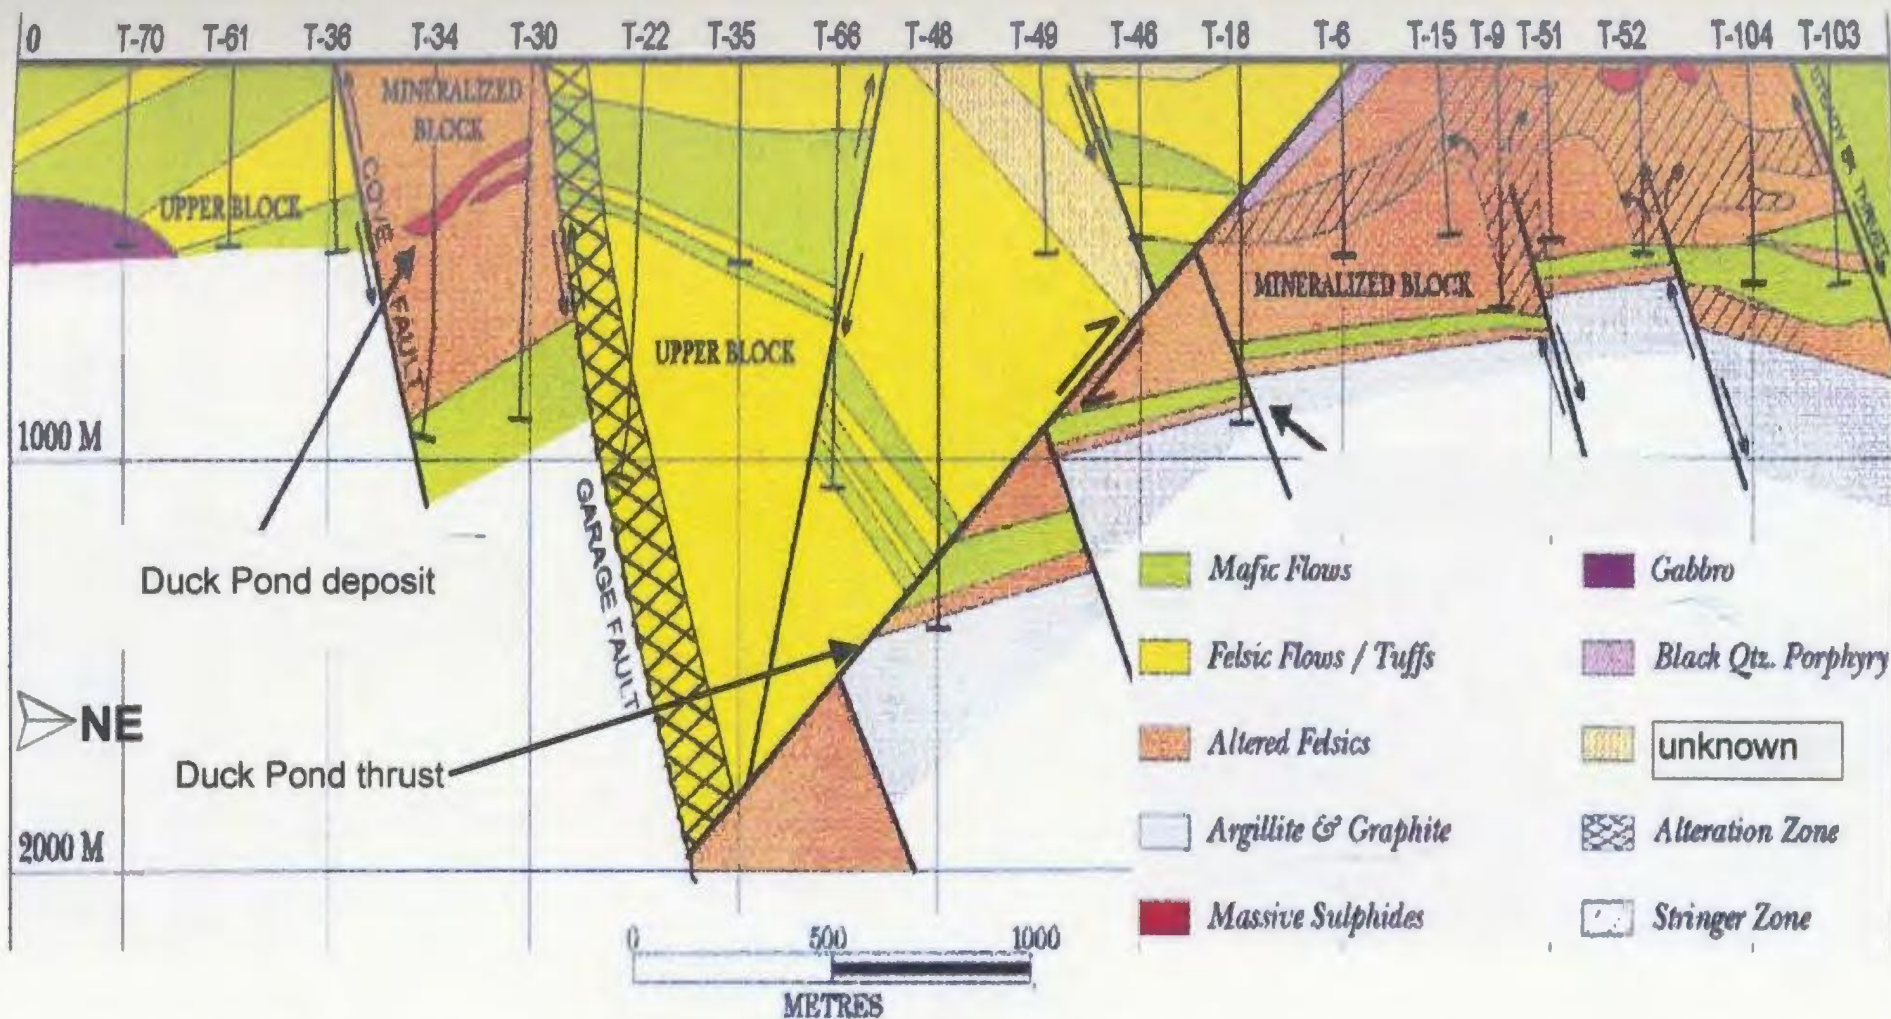 0 T-70 T-61 T-36 T-34 T-30 T-22 T-35 T-66 T-48 T-49 T-46 T-18 T-6 T-15 T-9 T-51 T-52 T-104 T-103
MINERALIZED
BLOCK
UPPER BLOCK
COVE FAULT
UPPER BLOCK
MINERALIZED BLOCK
THRUST
1000 M
GARAGE FAULT
Duck Pond deposit
NE
Duck Pond thrust
2000 M
Mafic Flows
Felsic Flows / Tuffs
Altered Felsics
Argillite & Graphite
Massive Sulphides
Gabbro
Black Qtz. Porphyry
unknown
Alteration Zone
Stringer Zone
0 500 1000
METRES